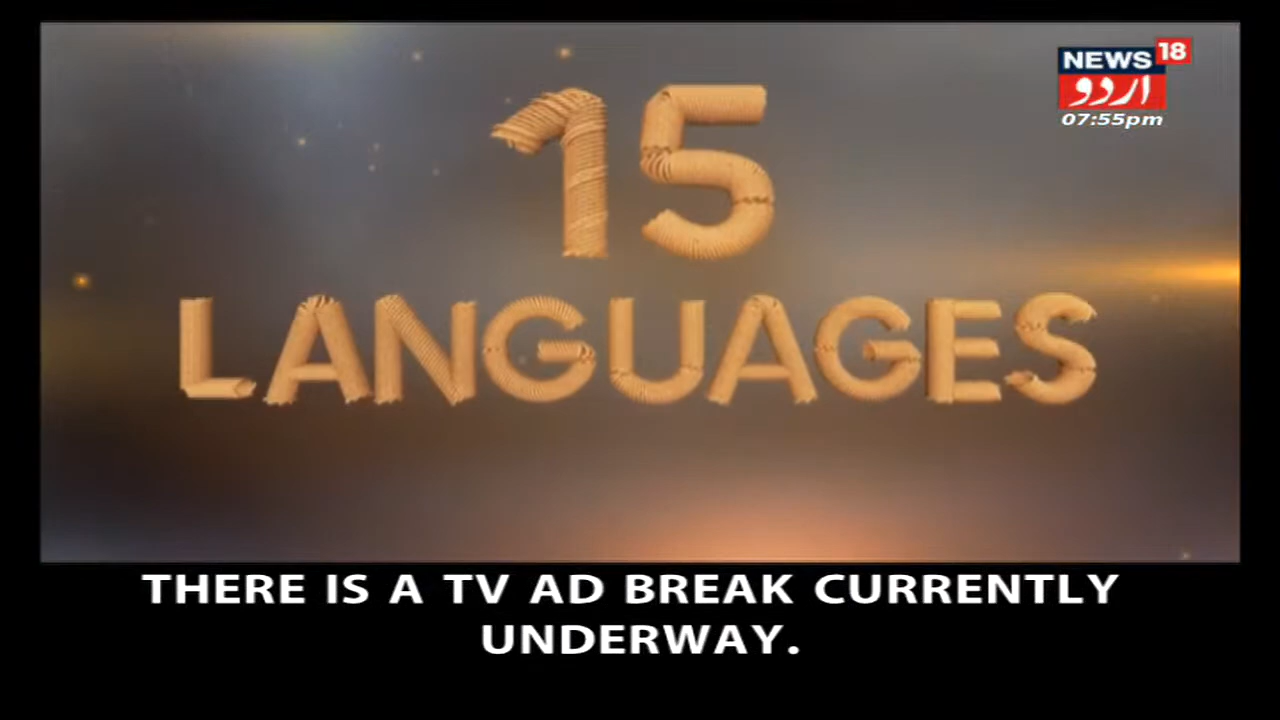 15
LANGUAGES
NEWS 18
اردو
07:55pm
THERE IS A TV AD BREAK CURRENTLY
UNDERWAY.